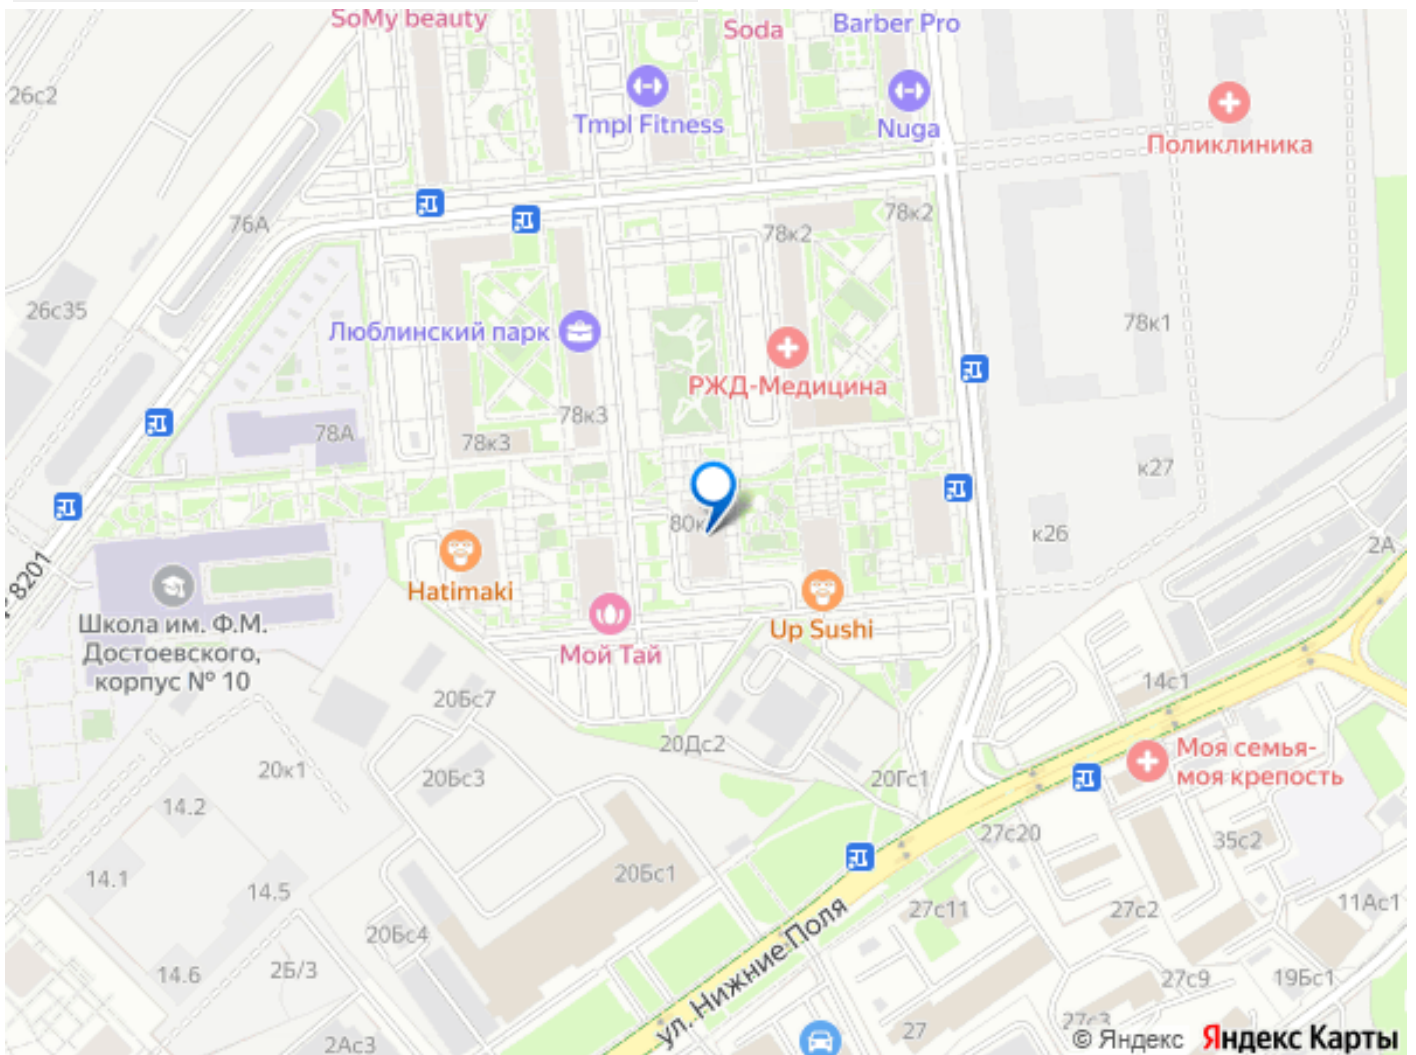 SoMy beauty
Soda
Barber Pro
26с2
Tmpl Fitness
Nuga
Поликлиника
76А
78к2
78к2
26с35
Люблинский парк
78к1
РЖД-Медицина
78к3
78А
78к3
к27
80к
к26
2А
8201
Hatimaki
Up Sushi
Мой Тай
Школа им. Ф.М.
Достоевского,
корпус № 10
14с1
20Бс7
20Дс2
Моя семья-
моя крепость
20к1
20Бс3
20Гс1
14.2
27с20
35с2
20Бс1
14.1
14.5
27с11
27с2
11Ас1
20Бс4
ул. Нижние Поля
14.6
2Б/3
27с9
19Бс1
27с3
27
2Ас3
© Яндекс Яндекс Карты